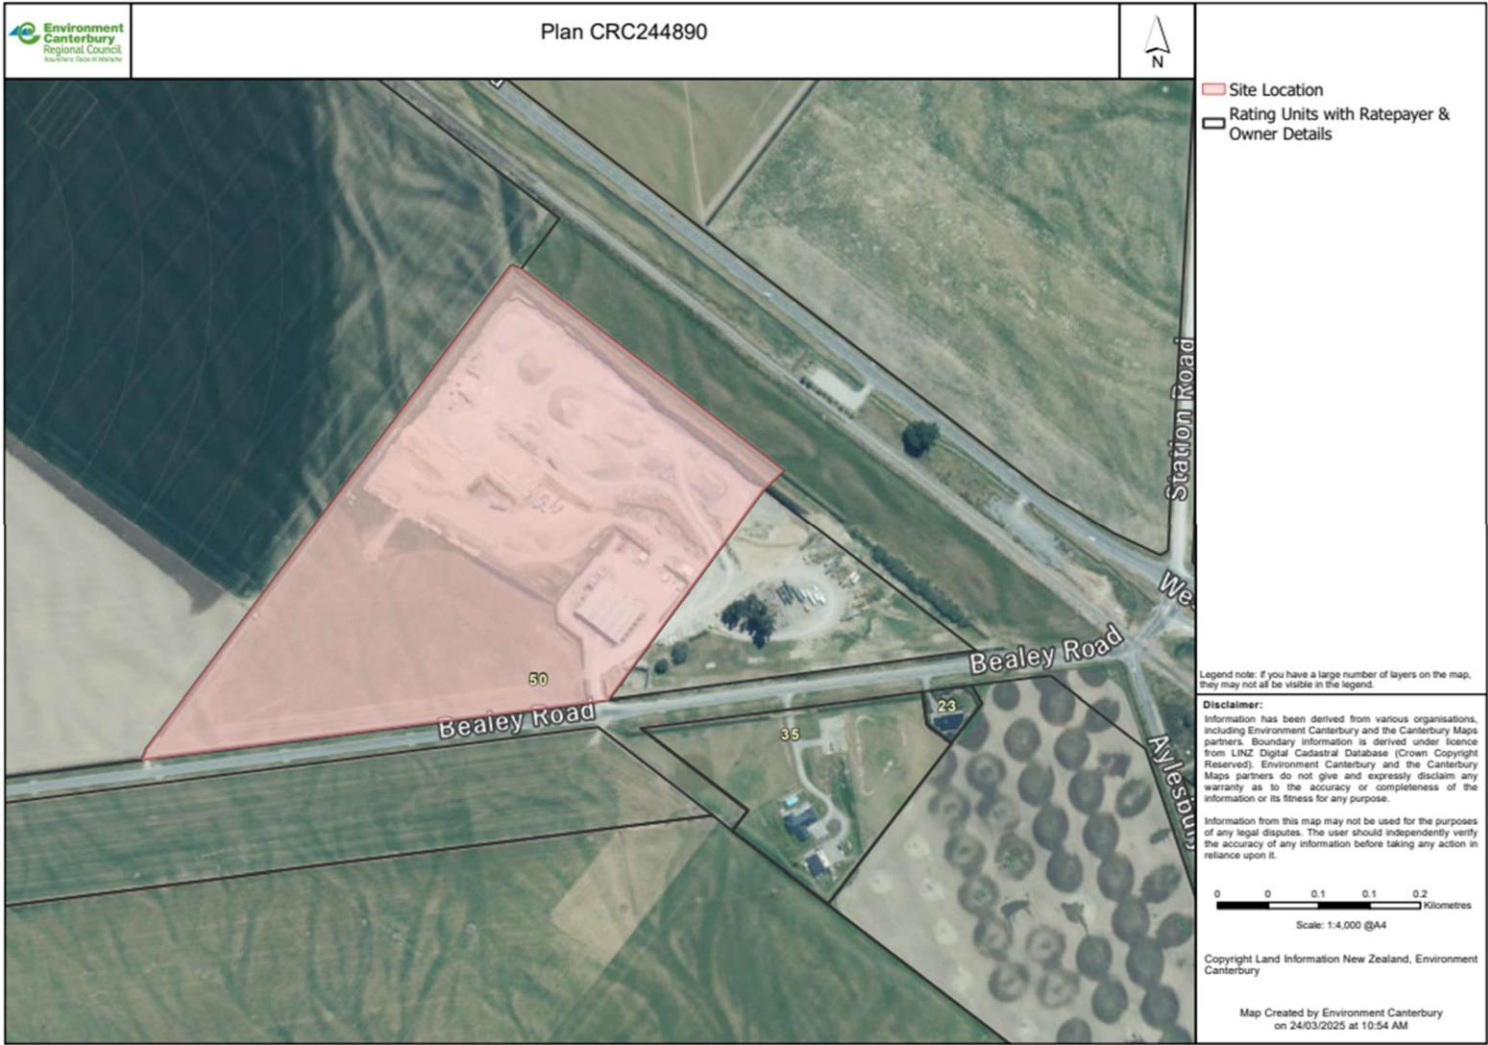 Environment
Canterbury
Regional Council
Kaunihera Taiao ki Waitaha
Plan CRC244890
N
Site Location
Rating Units with Ratepayer &
Owner Details
Station Road
We
Bealey Road
50
Bealey Road
23
35
Aylesbury
Legend note: if you have a large number of layers on the map,
they may not all be visible in the legend.
Disclaimer:
Information has been derived from various organisations,
including Environment Canterbury and the Canterbury Maps
partners. Boundary information is derived under licence
from LINZ Digital Cadastral Database (Crown Copyright
Reserved). Environment Canterbury and the Canterbury
Maps partners do not give and expressly disclaim any
warranty as to the accuracy or completeness of the
information or its fitness for any purpose.
Information from this map may not be used for the purposes
of any legal disputes. The user should independently verify
the accuracy of any information before taking any action in
reliance upon it.
0 0 0.1 0.1 0.2
Kilometres
Scale: 1:4,000 @A4
Copyright Land Information New Zealand, Environment
Canterbury
Map Created by Environment Canterbury
on 24/03/2025 at 10:54 AM